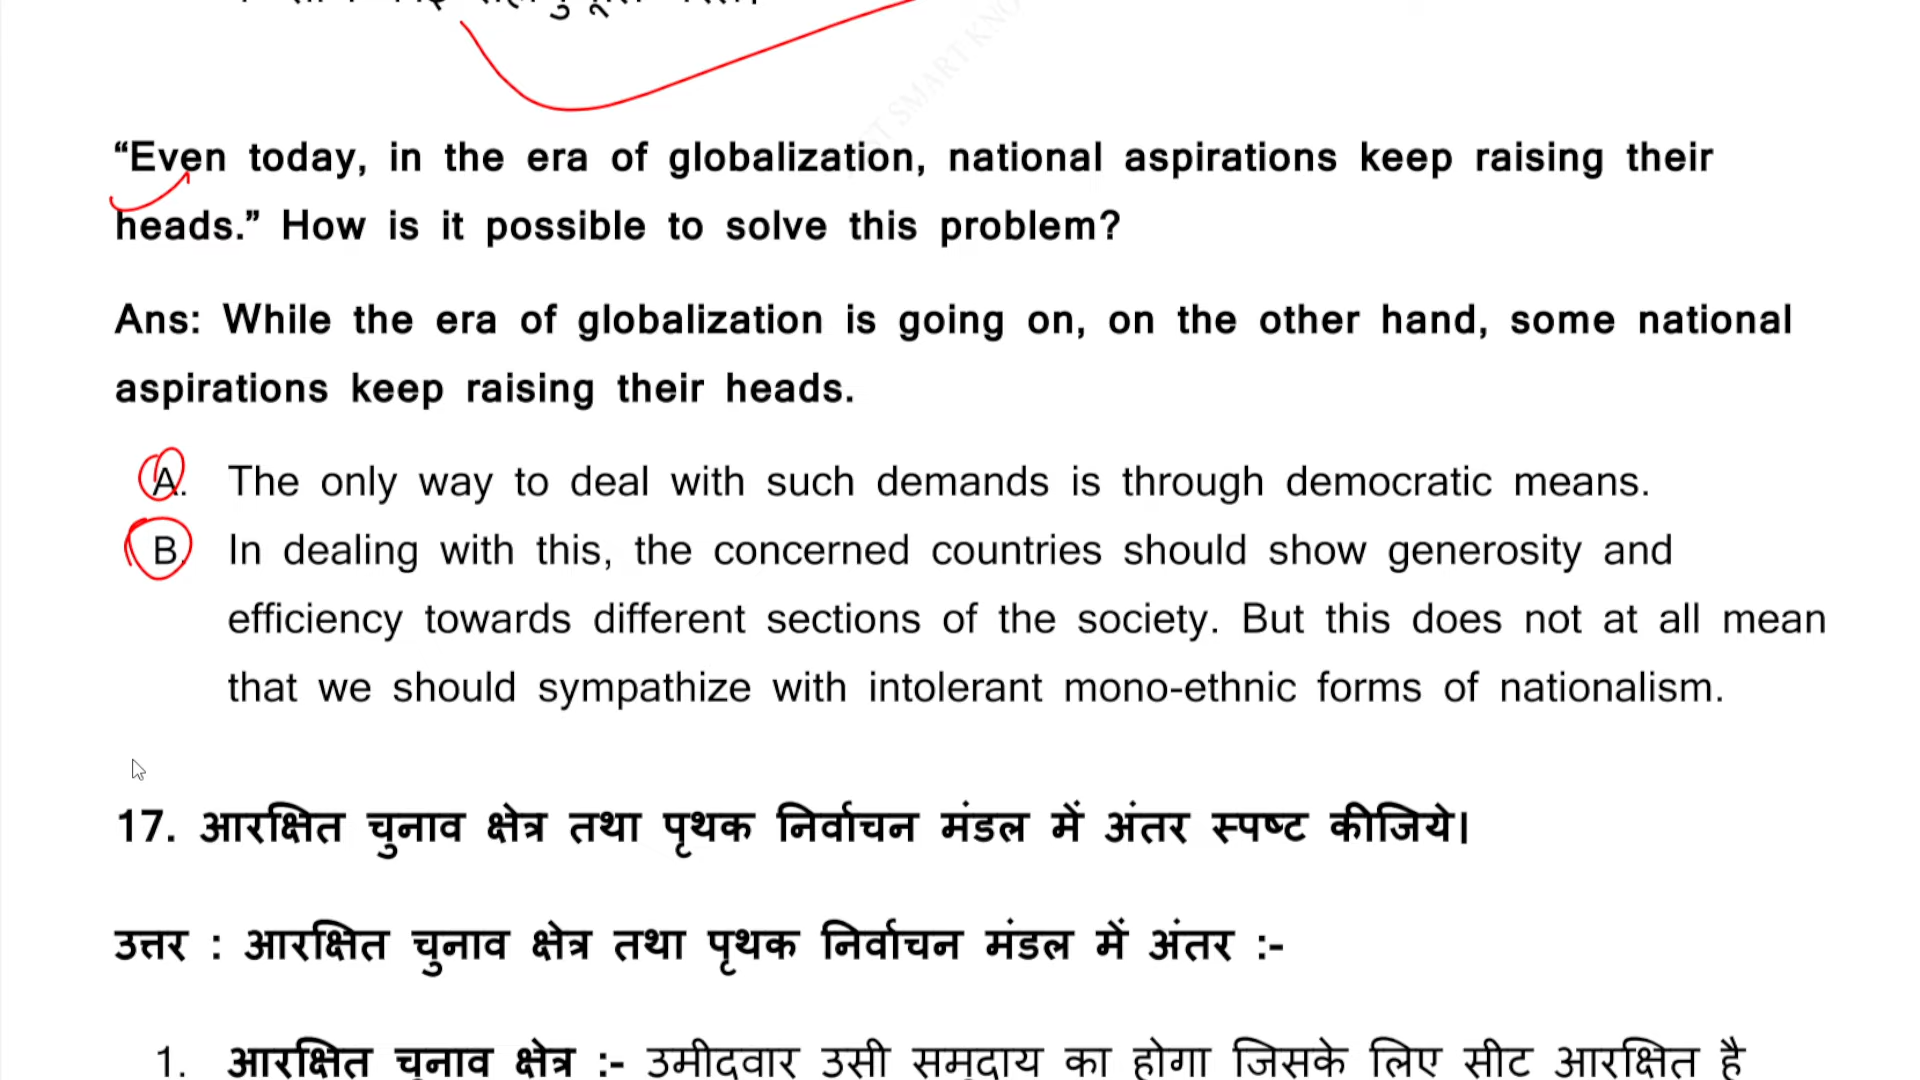 SMART KNO
“Even today, in the era of globalization, national aspirations keep raising their
heads.” How is it possible to solve this problem?
Ans: While the era of globalization is going on, on the other hand, some national
aspirations keep raising their heads.
A. The only way to deal with such demands is through democratic means.
B. In dealing with this, the concerned countries should show generosity and
efficiency towards different sections of the society. But this does not at all mean
that we should sympathize with intolerant mono-ethnic forms of nationalism.
17. आरक्षित चुनाव क्षेत्र तथा पृथक निर्वाचन मंडल में अंतर स्पष्ट कीजिये।
उत्तर : आरक्षित चुनाव क्षेत्र तथा पृथक निर्वाचन मंडल में अंतर :-
1. आरक्षित चुनाव क्षेत्र :- उमीदवार उसी समुदाय का होगा जिसके लिए सीट आरक्षित है